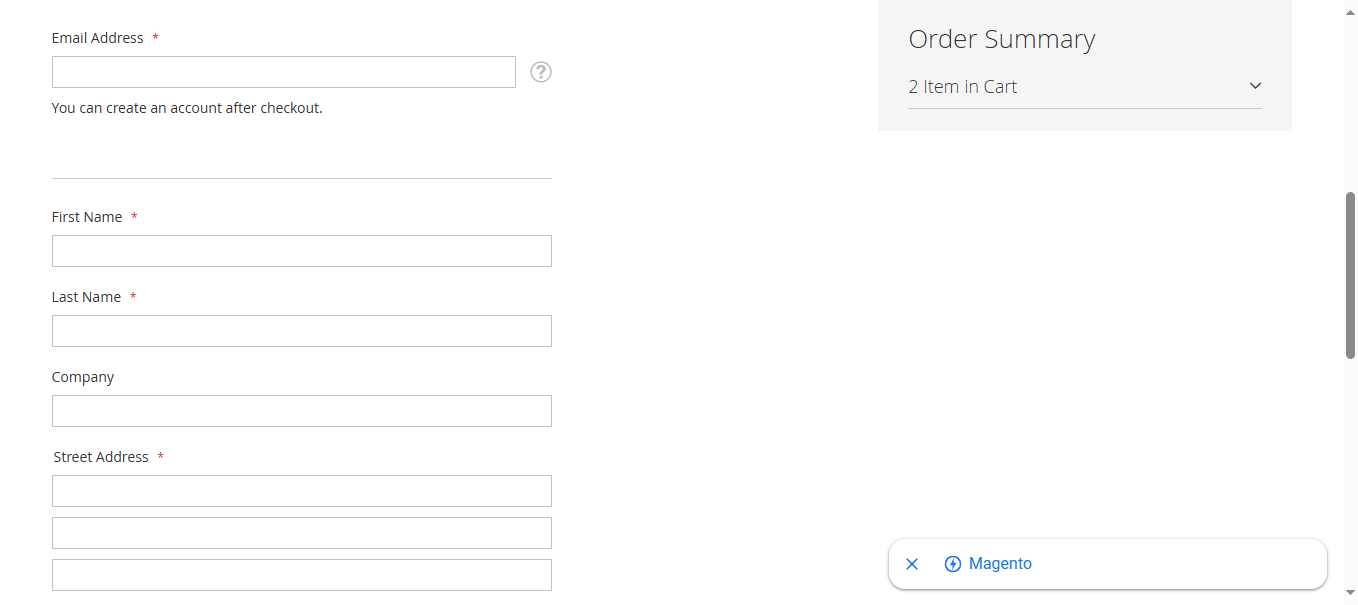 Email Address *
You can create an account after checkout.
First Name *
Last Name *
Company
Street Address *
Order Summary
2 Item in Cart
Magento